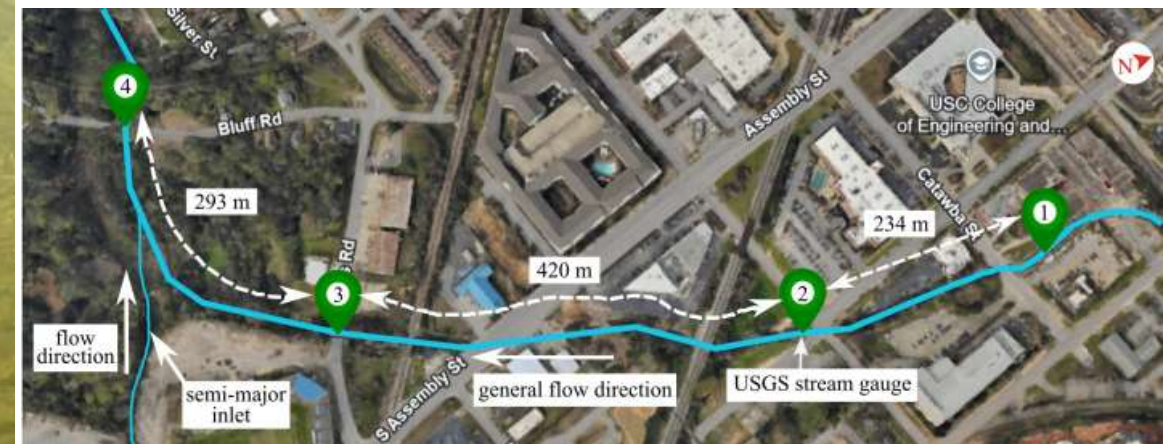 Silver St
4
Bluff Rd
Assembly St
N
USC College
of Engineering and...
Catawba St
1
293 m
234 m
420 m
3
2
flow
direction
semi-major
inlet
S Assembly St
general flow direction
USGS stream gauge